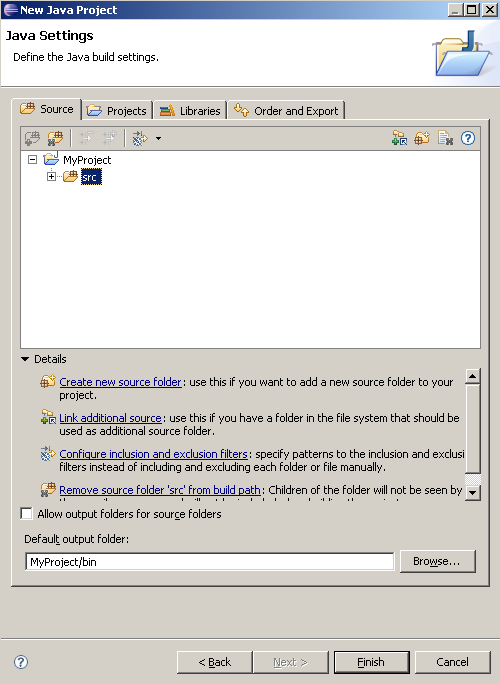 New Java Project
Java Settings
Define the Java build settings.
Source Projects Libraries Order and Export
MyProject
src
Details
Create new source folder: use this if you want to add a new source folder to your
project.
Link additional source: use this if you have a folder in the file system that should be
used as additional source folder.
Configure inclusion and exclusion filters: specify patterns to the inclusion and exclusi
filters instead of including and excluding each folder or file manually.
Remove source folder 'src' from build path: Children of the folder will not be seen by
Allow output folders for source folders
Default output folder:
MyProject/bin
Browse...
< Back Next > Finish Cancel